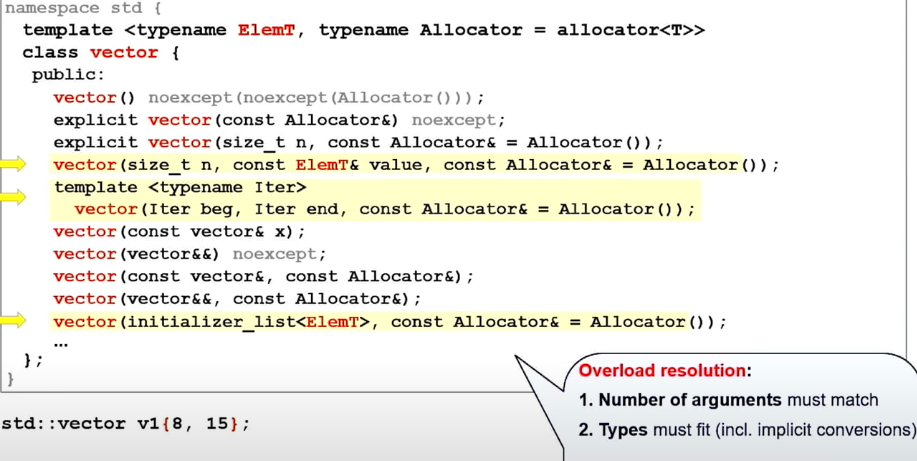 namespace std {
template <typename ElemT, typename Allocator = allocator<T>>
class vector {
public:
vector() noexcept(noexcept(Allocator()));
explicit vector(const Allocator&) noexcept;
explicit vector(size_t n, const Allocator& = Allocator());
vector(size_t n, const ElemT& value, const Allocator& = Allocator());
template <typename Iter>
vector(Iter beg, Iter end, const Allocator& = Allocator());
vector(const vector& x);
vector(vector&&) noexcept;
vector(const vector&, const Allocator&);
vector(vector&&, const Allocator&);
vector(initializer_list<ElemT>, const Allocator& = Allocator());
...
};
}
std::vector v1{8, 15};
Overload resolution:
1. Number of arguments must match
2. Types must fit (incl. implicit conversions)